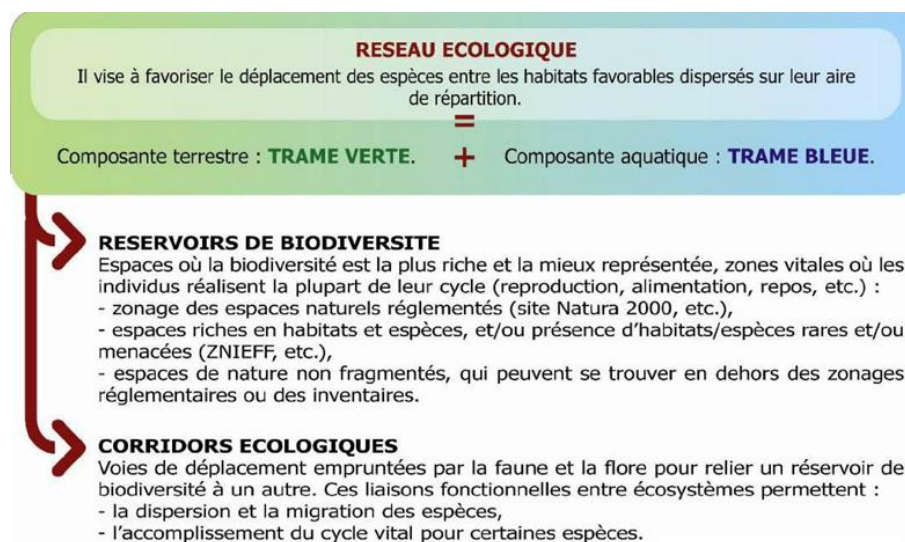 RESEAU ECOLOGIQUE
Il vise à favoriser le déplacement des espèces entre les habitats favorables dispersés sur leur aire
de répartition.
=
Composante terrestre : TRAME VERTE. + Composante aquatique : TRAME BLEUE.
RESERVOIRS DE BIODIVERSITE
Espaces où la biodiversité est la plus riche et la mieux représentée, zones vitales où les
individus réalisent la plupart de leur cycle (reproduction, alimentation, repos, etc.) :
- zonage des espaces naturels réglementés (site Natura 2000, etc.),
- espaces riches en habitats et espèces, et/ou présence d'habitats/espèces rares et/ou
menacées (ZNIEFF, etc.),
- espaces de nature non fragmentés, qui peuvent se trouver en dehors des zonages
réglementaires ou des inventaires.
CORRIDORS ECOLOGIQUES
Voies de déplacement empruntées par la faune et la flore pour relier un réservoir de
biodiversité à un autre. Ces liaisons fonctionnelles entre écosystèmes permettent :
- la dispersion et la migration des espèces,
- l'accomplissement du cycle vital pour certaines espèces.